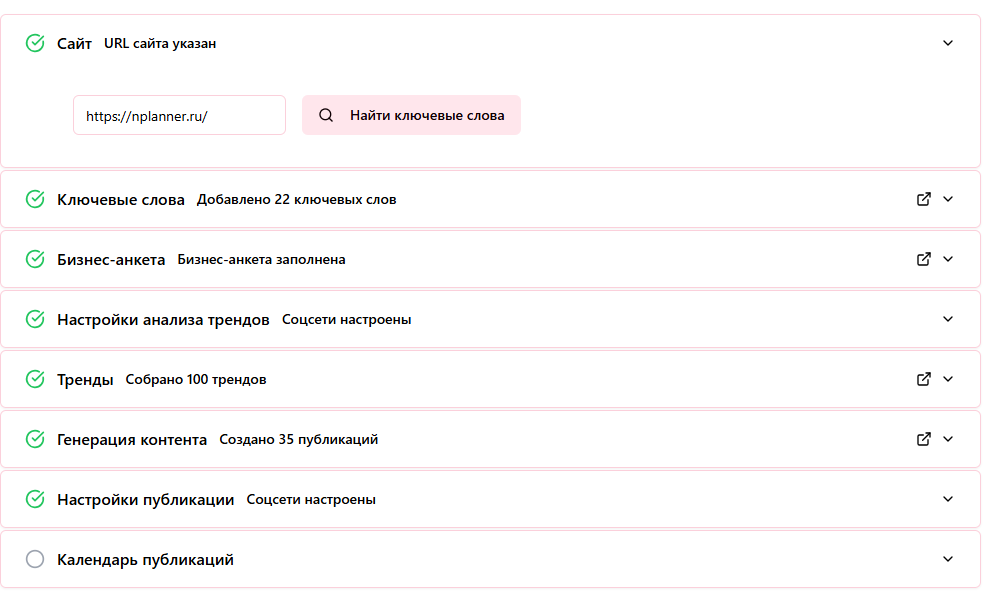 Сайт URL сайта указан
https://nplanner.ru/ Найти ключевые слова
Ключевые слова Добавлено 22 ключевых слов
Бизнес-анкета Бизнес-анкета заполнена
Настройки анализа трендов Соцсети настроены
Тренды Собрано 100 трендов
Генерация контента Создано 35 публикаций
Настройки публикации Соцсети настроены
Календарь публикаций